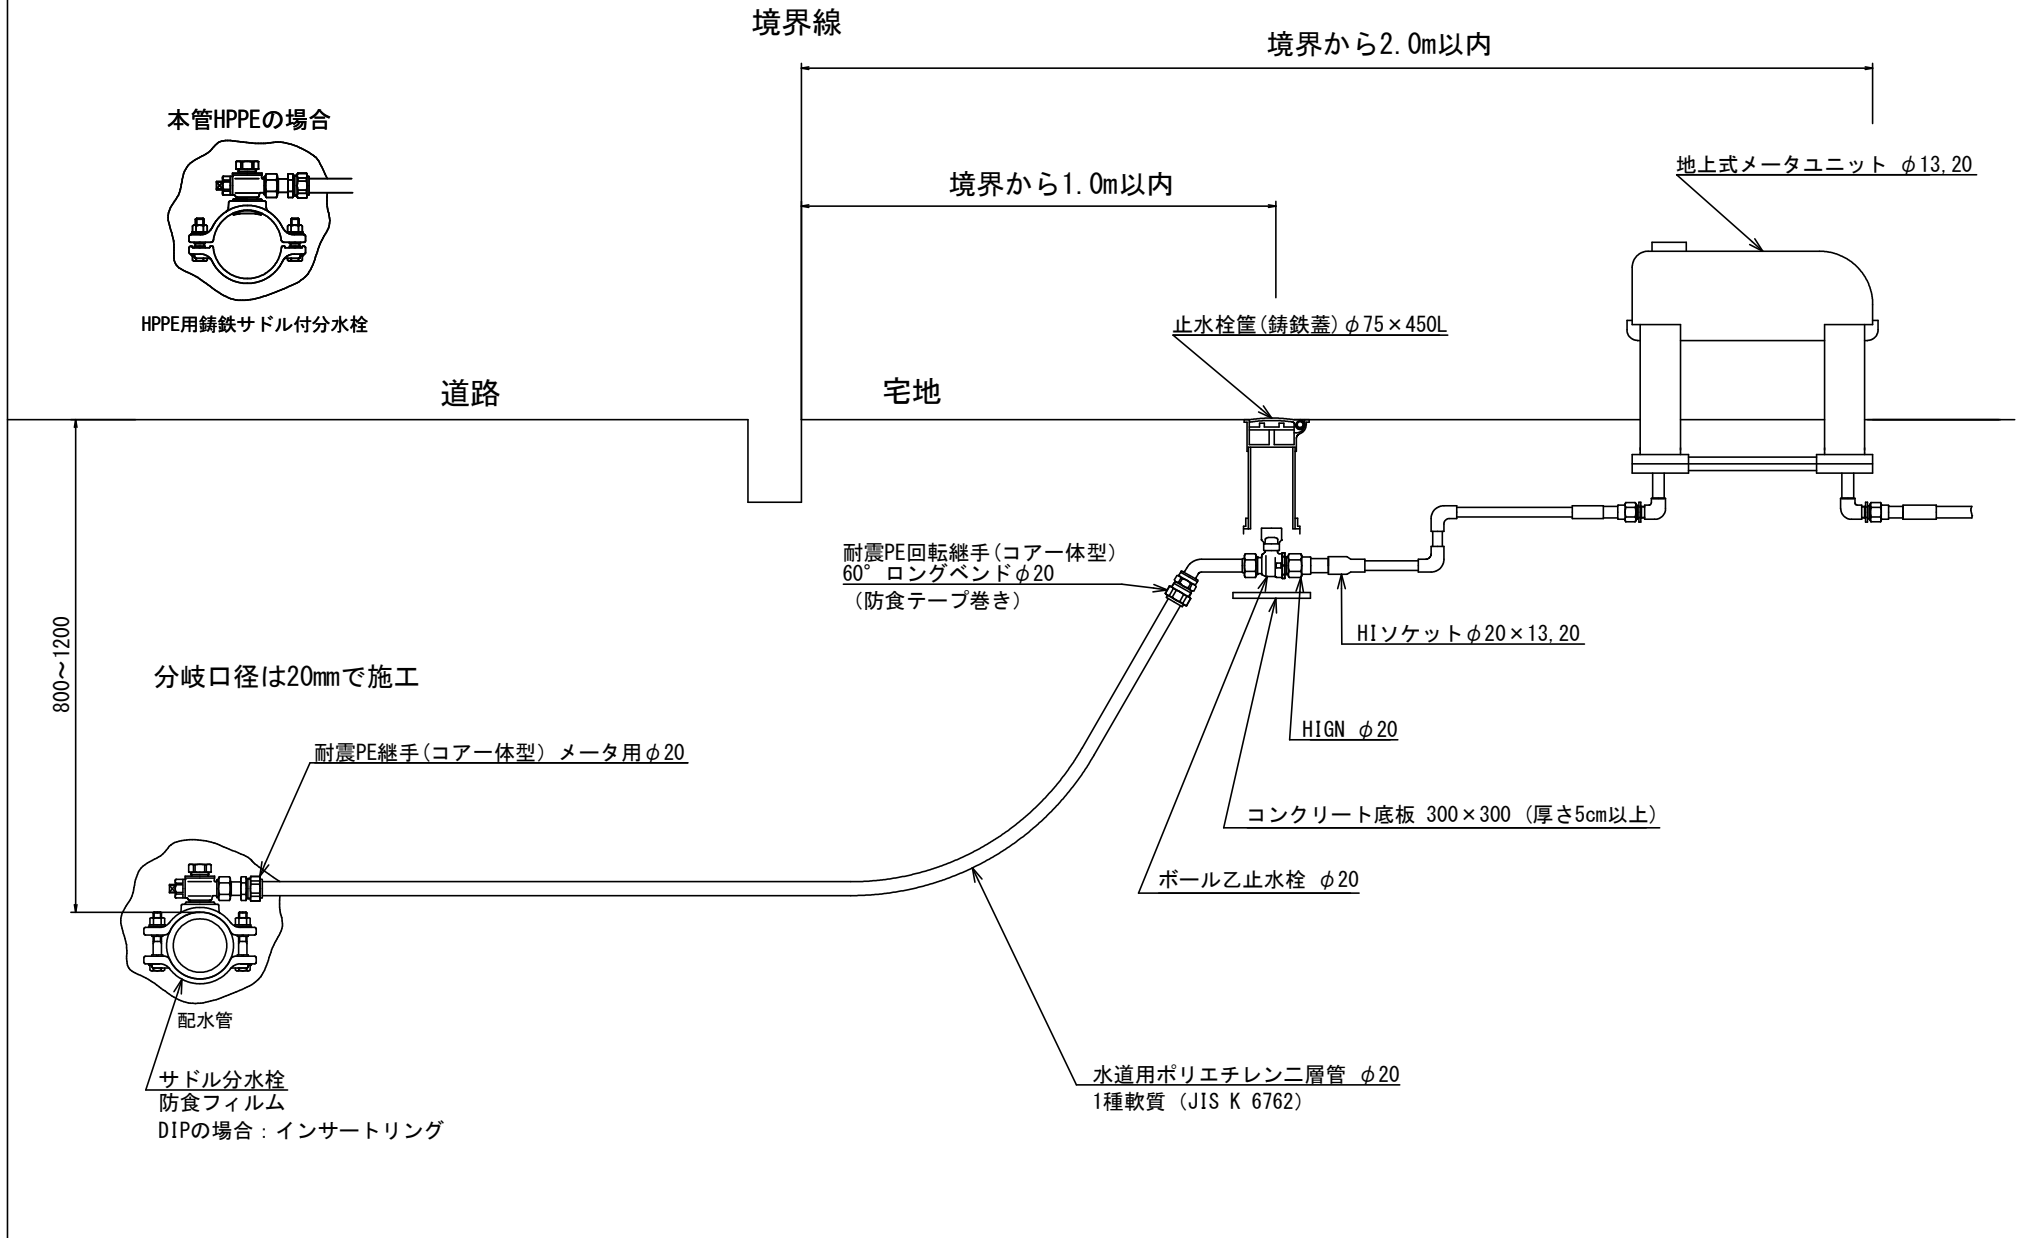 境界線
境界から2.0m以内
本管HPPEの場合
地上式メータユニット φ13,20
境界から1.0m以内
HPPE用鋳鉄サドル付分水栓
止水栓筐(鋳鉄蓋)φ75×450L
道路
宅地
耐震PE回転継手(コアー体型)
60° ロングベンドφ20
(防食テープ巻き)
HIソケットφ20×13,20
800~1200
分岐口径は20mmで施工
HIGN φ20
耐震PE継手(コアー体型) メータ用φ20
コンクリート底板 300×300 (厚さ5cm以上)
ボール乙止水栓 φ20
配水管
サドル分水栓
防食フィルム
DIPの場合：インサートリング
水道用ポリエチレン二層管 φ20
1種軟質 (JIS K 6762)